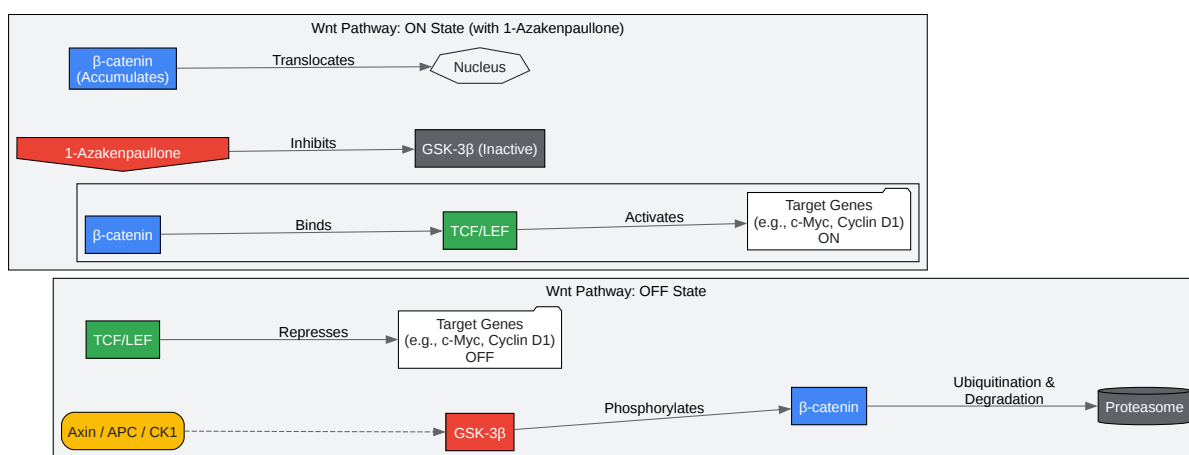 Wnt Pathway: ON State (with 1-Azakenpaullone)
β-catenin
(Accumulates)
Translocates
Nucleus
1-Azakenpaullone
Inhibits
GSK-3β (Inactive)
β-catenin
Binds
TCF/LEF
Activates
Target Genes
(e.g., c-Myc, Cyclin D1)
ON
Wnt Pathway: OFF State
TCF/LEF
Represses
Target Genes
(e.g., c-Myc, Cyclin D1)
OFF
Axin / APC / CK1
GSK-3β
Phosphorylates
β-catenin
Ubiquitination &
Degradation
Proteasome